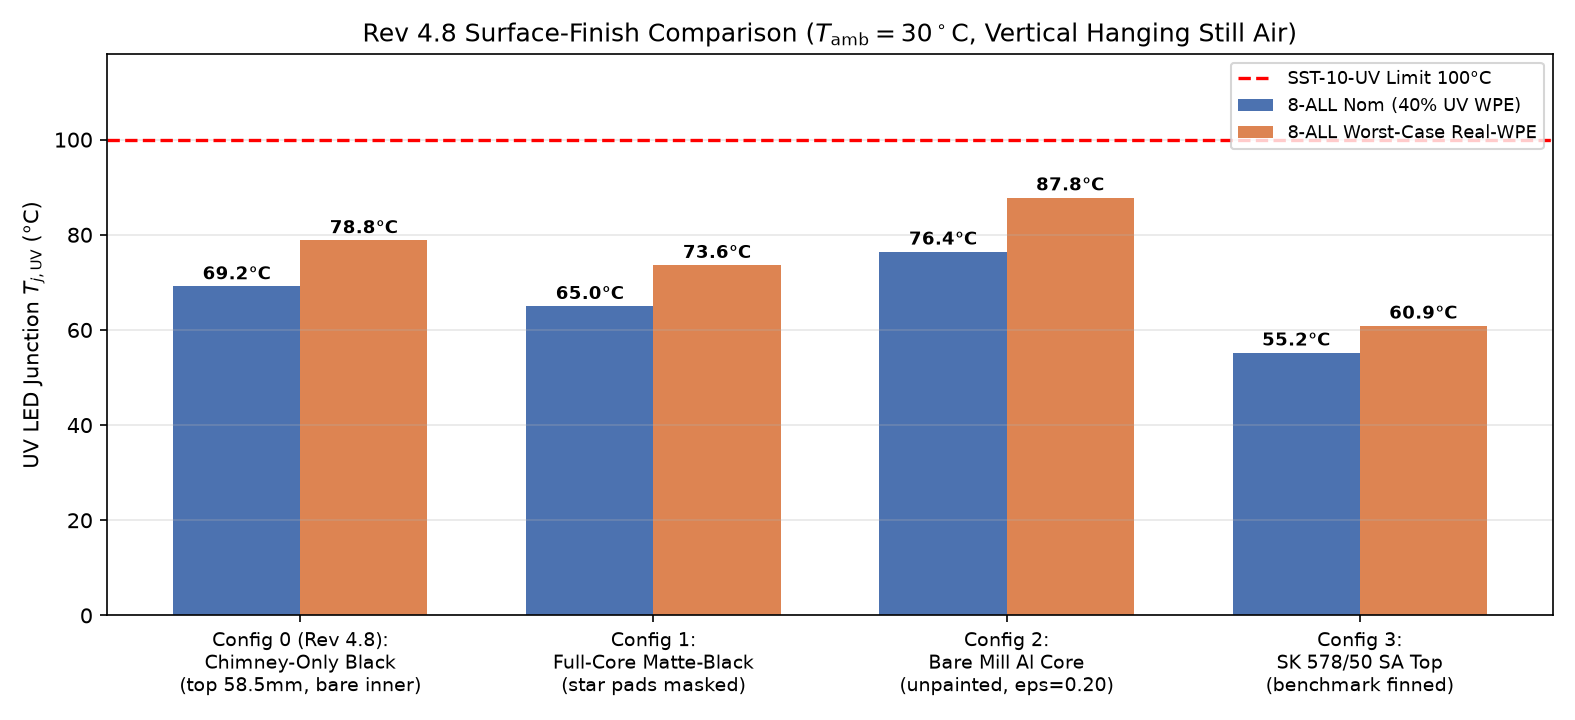 Rev 4.8 Surface-Finish Comparison (T_amb = 30°C, Vertical Hanging Still Air)
SST-10-UV Limit 100°C
8-ALL Nom (40% UV WPE)
8-ALL Worst-Case Real-WPE
UV LED Junction T_j,UV (°C)
100
80
60
40
20
0
69.2°C
78.8°C
65.0°C
73.6°C
76.4°C
87.8°C
55.2°C
60.9°C
Config 0 (Rev 4.8):
Chimney-Only Black
(top 58.5mm, bare inner)
Config 1:
Full-Core Matte-Black
(star pads masked)
Config 2:
Bare Mill Al Core
(unpainted, eps=0.20)
Config 3:
SK 578/50 SA Top
(benchmark finned)